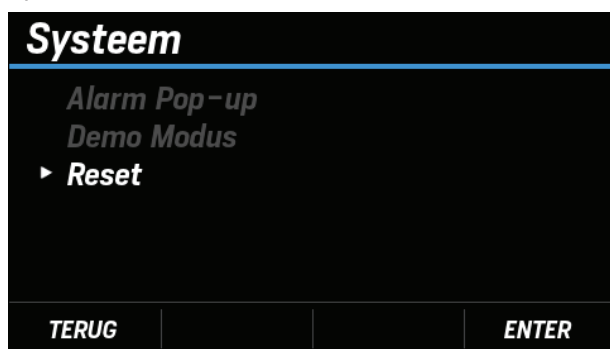 Systeem
Alarm Pop-up
Demo Modus
Reset
TERUG ENTER